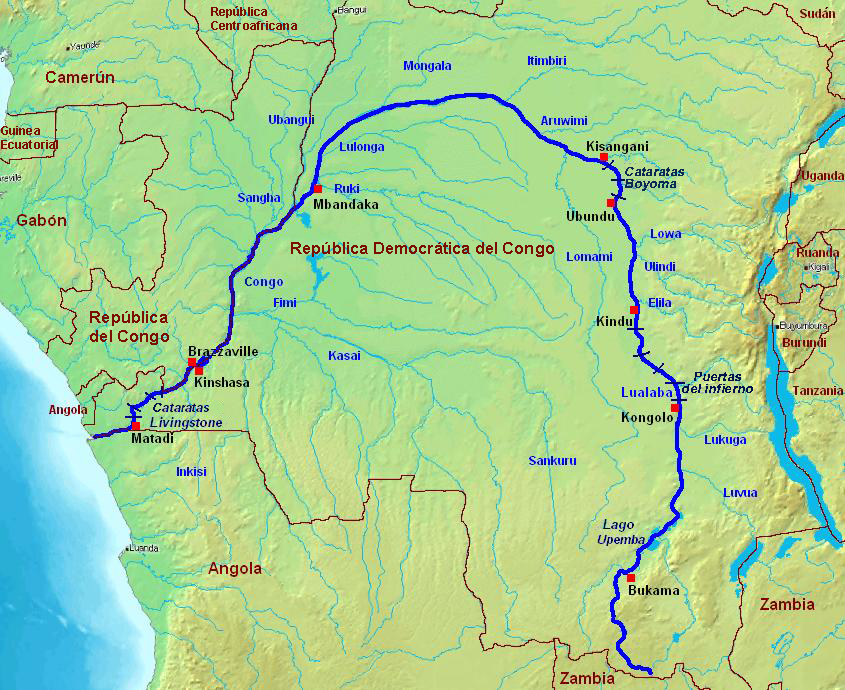 República
Centroafricana
Bangui
Sudán
Yaunde
Camerún
Mongala
Itimbiri
Ubangui
Aruwimi
Guinea
Ecuatorial
Lulonga
Kisangani
Cataratas
Boyoma
Uganda
Sangha
Ruki
Mbandaka
Ubundu
Gabón
República Democrática del Congo
Lowa
Lomami
Ulindi
Ruanda
Kigali
Congo
Fimi
Elila
Kindu
República
del Congo
Buyumbura
Burundi
Brazzaville
Kinshasa
Kasai
Puertas
del infierno
Tanzania
Lualaba
Kongolo
Angola
Cataratas
Livingstone
Matadi
Lukuga
Inkisi
Sankuru
Luvua
Lago
Upemba
Luanda
Angola
Bukama
Zambia
Zambia